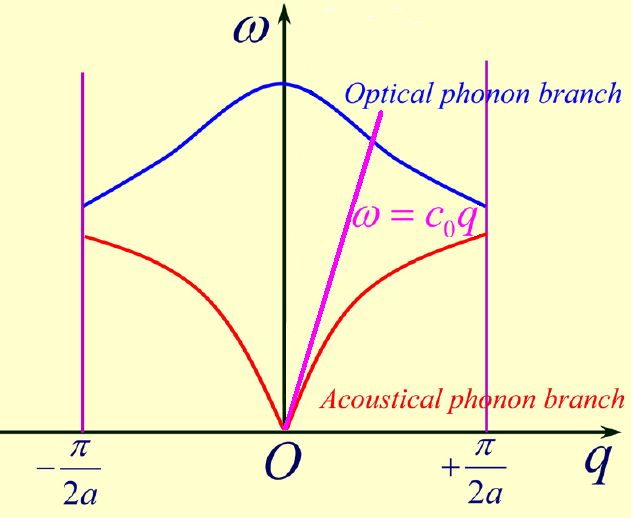 ω
Optical phonon branch
ω = c₀q
Acoustical phonon branch
−π/2a
O
+π/2a
q